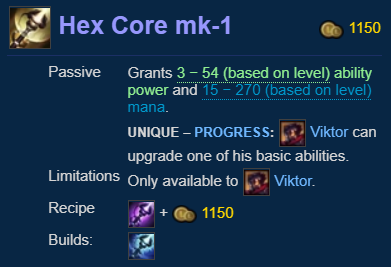 Hex Core mk-1 1150
Passive Grants 3 − 54 (based on level) ability
power and 15 − 270 (based on level)
mana.
UNIQUE – PROGRESS: Viktor can
upgrade one of his basic abilities.
Limitations Only available to Viktor.
Recipe + 1150
Builds: